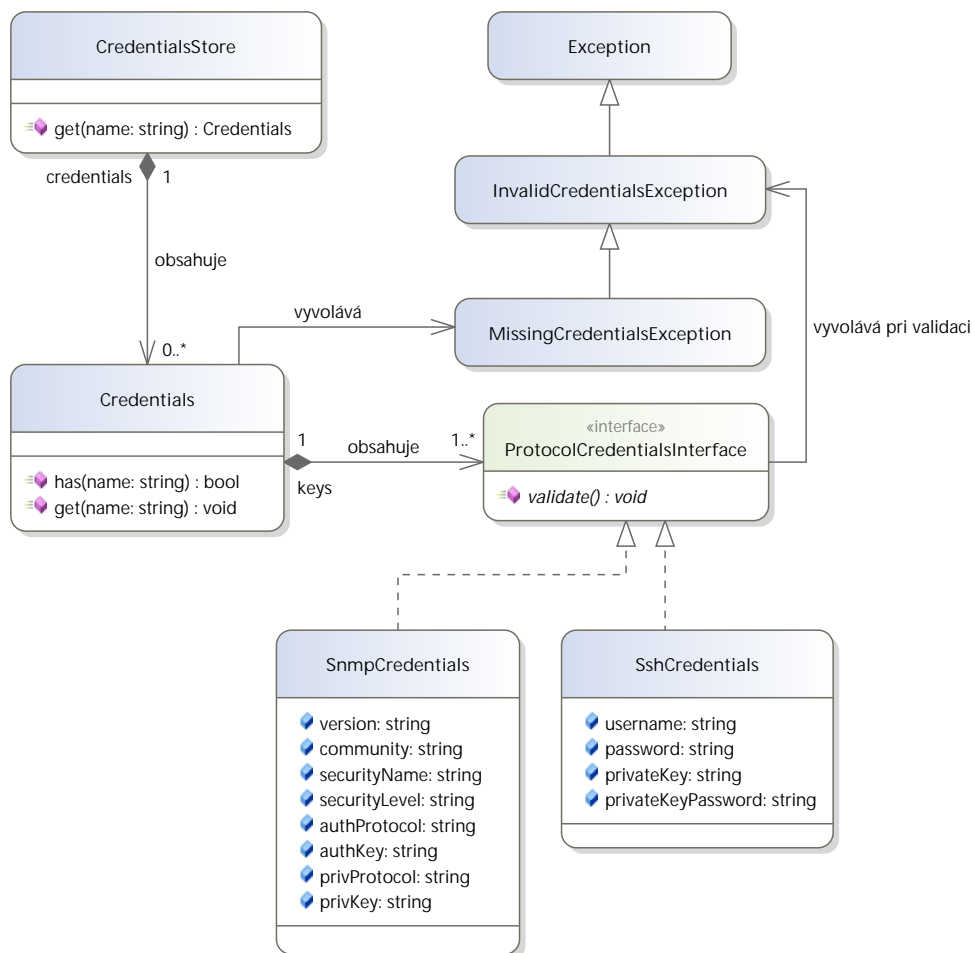 CredentialsStore
get(name: string) : Credentials
credentials
1
obsahuje
0..*
Exception
InvalidCredentialsException
MissingCredentialsException
vyvolává
vyvolává pri validaci
Credentials
has(name: string) : bool
get(name: string) : void
1
obsahuje
1..*
keys
«interface»
ProtocolCredentialsInterface
validate() : void
SnmpCredentials
version: string
community: string
securityName: string
securityLevel: string
authProtocol: string
authKey: string
privProtocol: string
privKey: string
SshCredentials
username: string
password: string
privateKey: string
privateKeyPassword: string